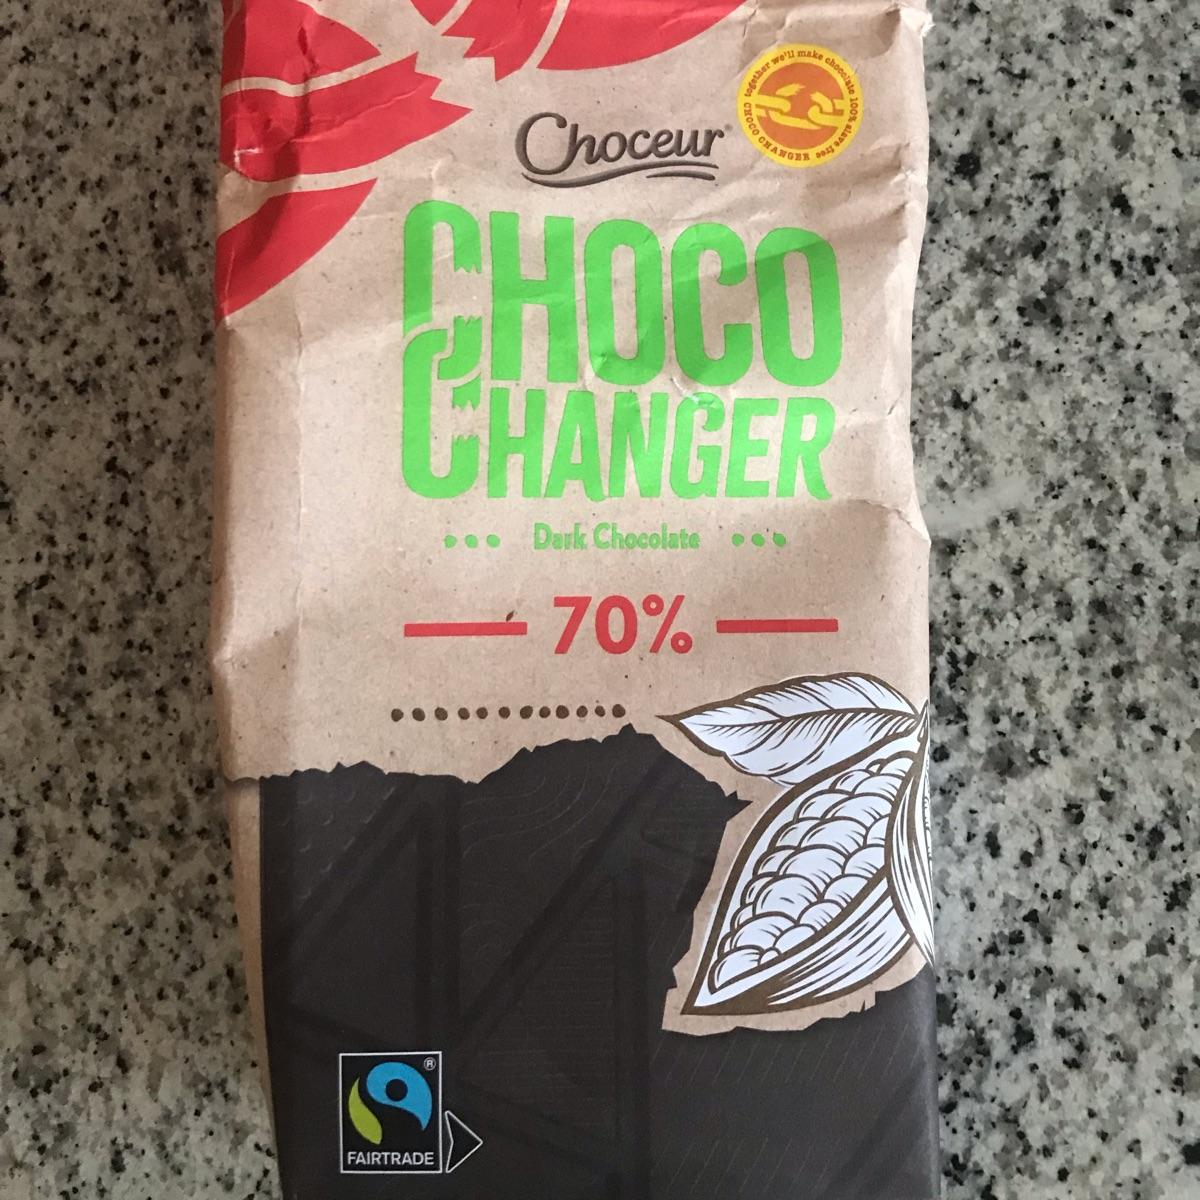 together we'll make chocolate 100% slave free
CHOCO CHANGER
Choceur®
CHOCO
CHANGER
Dark Chocolate
70%
®
FAIRTRADE